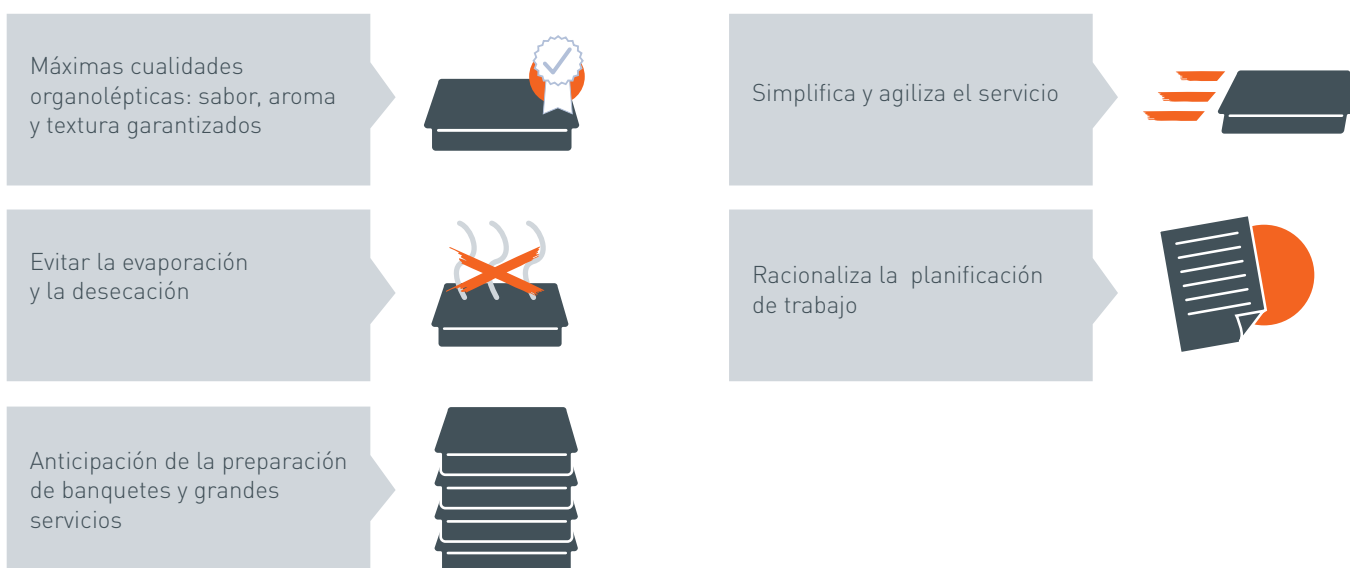 Máximas cualidades
organolépticas: sabor, aroma
y textura garantizados
Evitar la evaporación
y la desecación
Anticipación de la preparación
de banquetes y grandes
servicios
Simplifica y agiliza el servicio
Racionaliza la  planificación
de trabajo